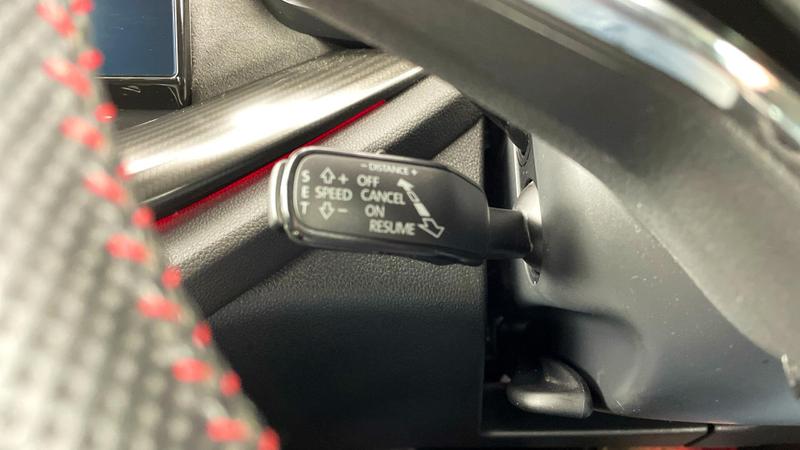 - DISTANCE +
S + OFF
E SPEED CANCEL
T - ON
RESUME